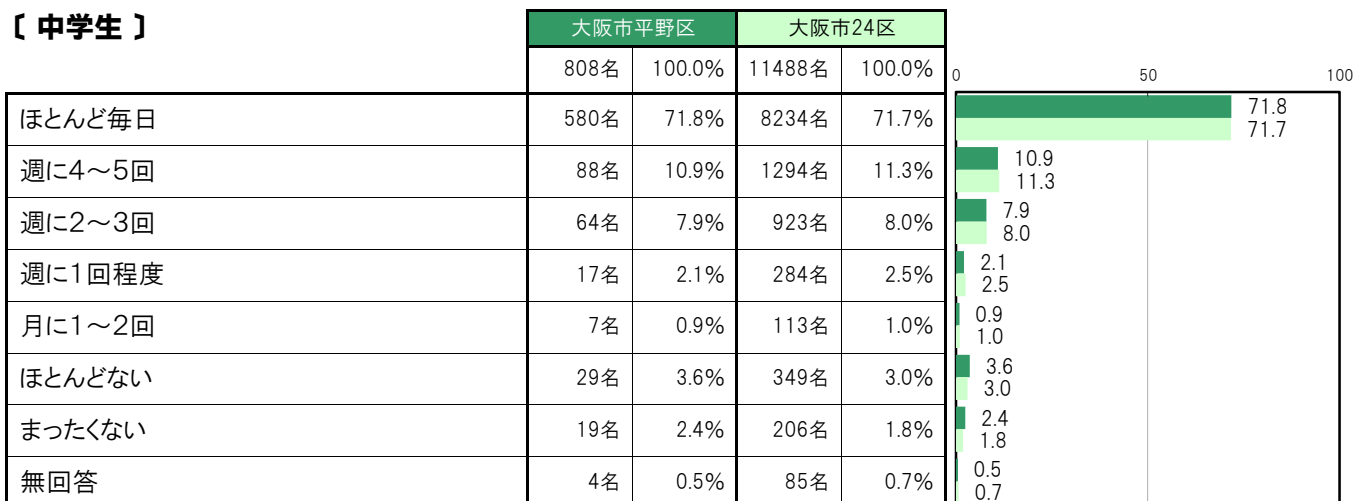 〔 中学生 〕
大阪市平野区 大阪市24区
808名 100.0% 11488名 100.0%
0 50 100
ほとんど毎日 580名 71.8% 8234名 71.7%
71.8
71.7
週に4～5回 88名 10.9% 1294名 11.3%
10.9
11.3
週に2～3回 64名 7.9% 923名 8.0%
7.9
8.0
週に1回程度 17名 2.1% 284名 2.5%
2.1
2.5
月に1～2回 7名 0.9% 113名 1.0%
0.9
1.0
ほとんどない 29名 3.6% 349名 3.0%
3.6
3.0
まったくない 19名 2.4% 206名 1.8%
2.4
1.8
無回答 4名 0.5% 85名 0.7%
0.5
0.7